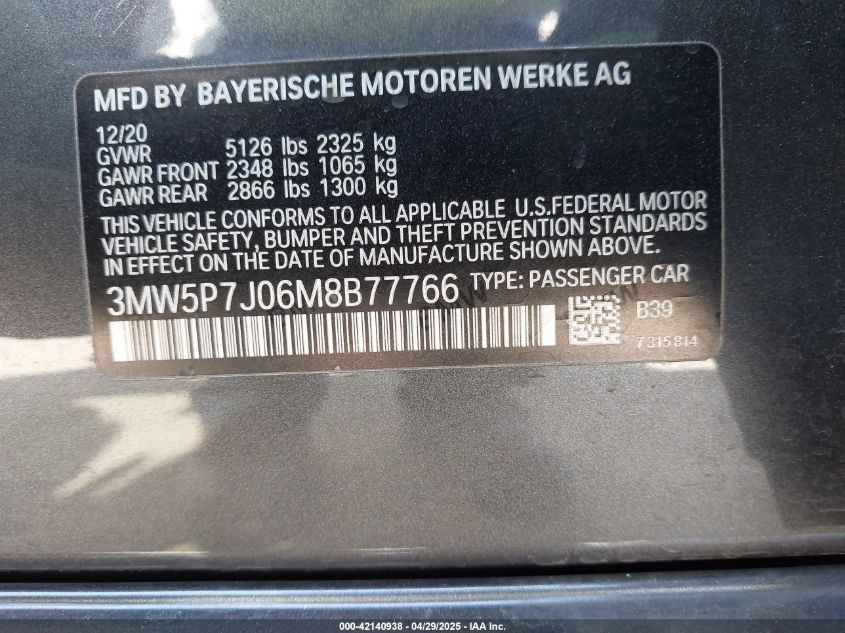 MFD BY BAYERISCHE MOTOREN WERKE AG
12/20
GVWR 5126 lbs 2325 kg
GAWR FRONT 2348 lbs 1065 kg
GAWR REAR 2866 lbs 1300 kg
THIS VEHICLE CONFORMS TO ALL APPLICABLE U.S.FEDERAL MOTOR
VEHICLE SAFETY, BUMPER AND THEFT PREVENTION STANDARDS
IN EFFECT ON THE DATE OF MANUFACTURE SHOWN ABOVE.
3MW5P7J06M8B77766 TYPE: PASSENGER CAR
B39
7315814
000-42140938 - 04/29/2025 - IAA Inc.